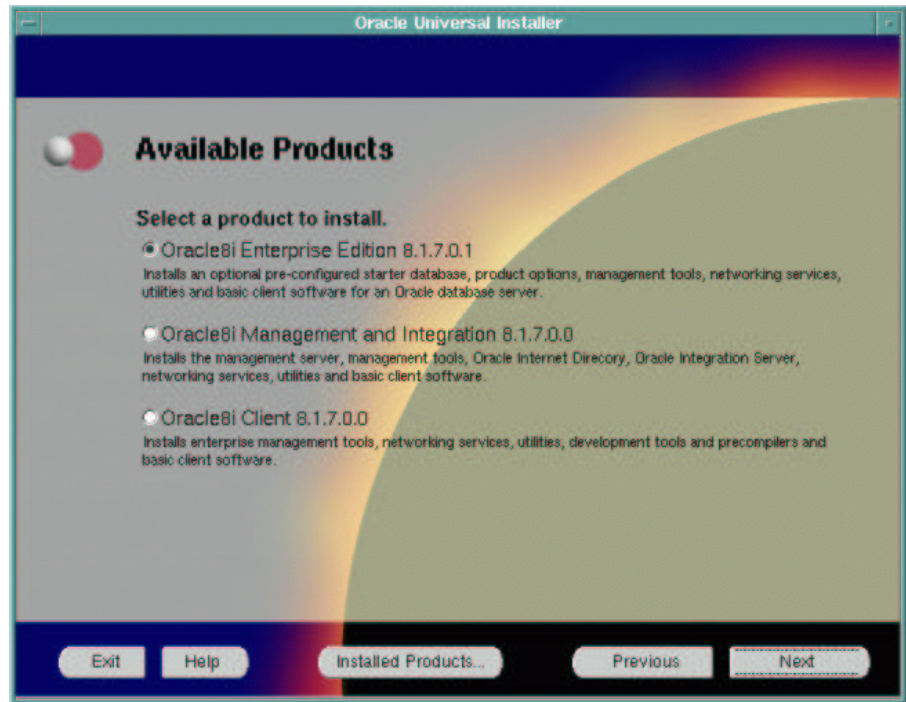 Oracle Universal Installer
Available Products
Select a product to install.
Oracle8i Enterprise Edition 8.1.7.0.1
Installs an optional pre-configured starter database, product options, management tools, networking services,
utilities and basic client software for an Oracle database server.
Oracle8i Management and Integration 8.1.7.0.0
Installs the management server, management tools, Oracle Internet Direcory, Oracle Integration Server,
networking services, utilities and basic client software.
Oracle8i Client 8.1.7.0.0
Installs enterprise management tools, networking services, utilities, development tools and precompilers and
basic client software.
Exit Help Installed Products... Previous Next